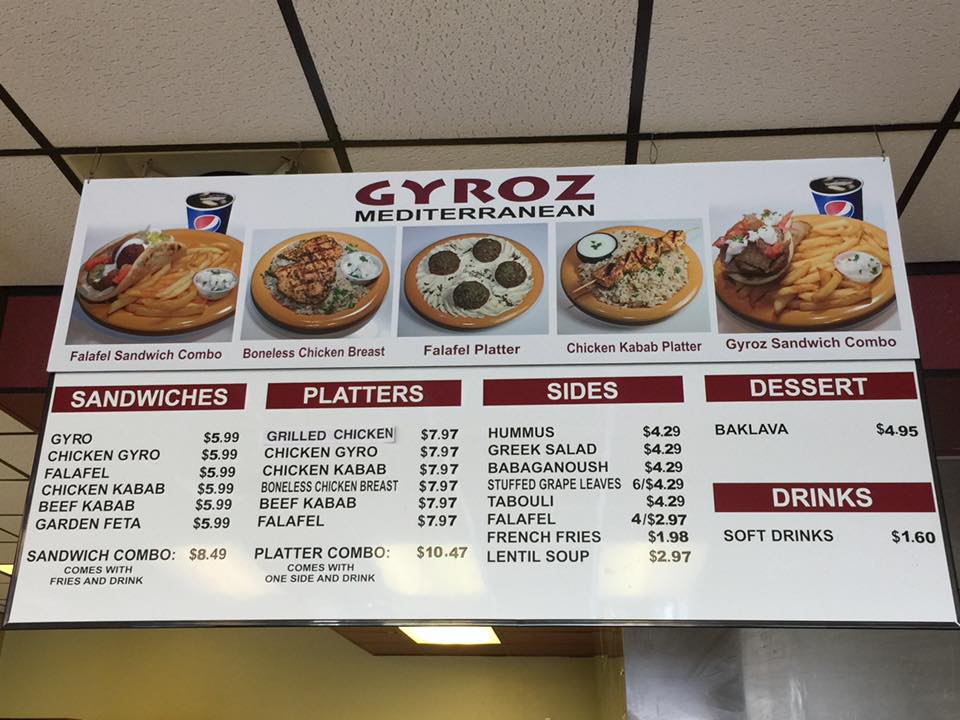 GYROZ
MEDITERRANEAN
Falafel Sandwich Combo
Boneless Chicken Breast
Falafel Platter
Chicken Kabab Platter
Gyroz Sandwich Combo
SANDWICHES
GYRO $5.99
CHICKEN GYRO $5.99
FALAFEL $5.99
CHICKEN KABAB $5.99
BEEF KABAB $5.99
GARDEN FETA $5.99
SANDWICH COMBO: $8.49
COMES WITH
FRIES AND DRINK
PLATTERS
GRILLED CHICKEN $7.97
CHICKEN GYRO $7.97
CHICKEN KABAB $7.97
BONELESS CHICKEN BREAST $7.97
BEEF KABAB $7.97
FALAFEL $7.97
PLATTER COMBO: $10.47
COMES WITH
ONE SIDE AND DRINK
SIDES
HUMMUS $4.29
GREEK SALAD $4.29
BABAGANOUSH $4.29
STUFFED GRAPE LEAVES 6/$4.29
TABOULI $4.29
FALAFEL 4/$2.97
FRENCH FRIES $1.98
LENTIL SOUP $2.97
DESSERT
BAKLAVA $4.95
DRINKS
SOFT DRINKS $1.60